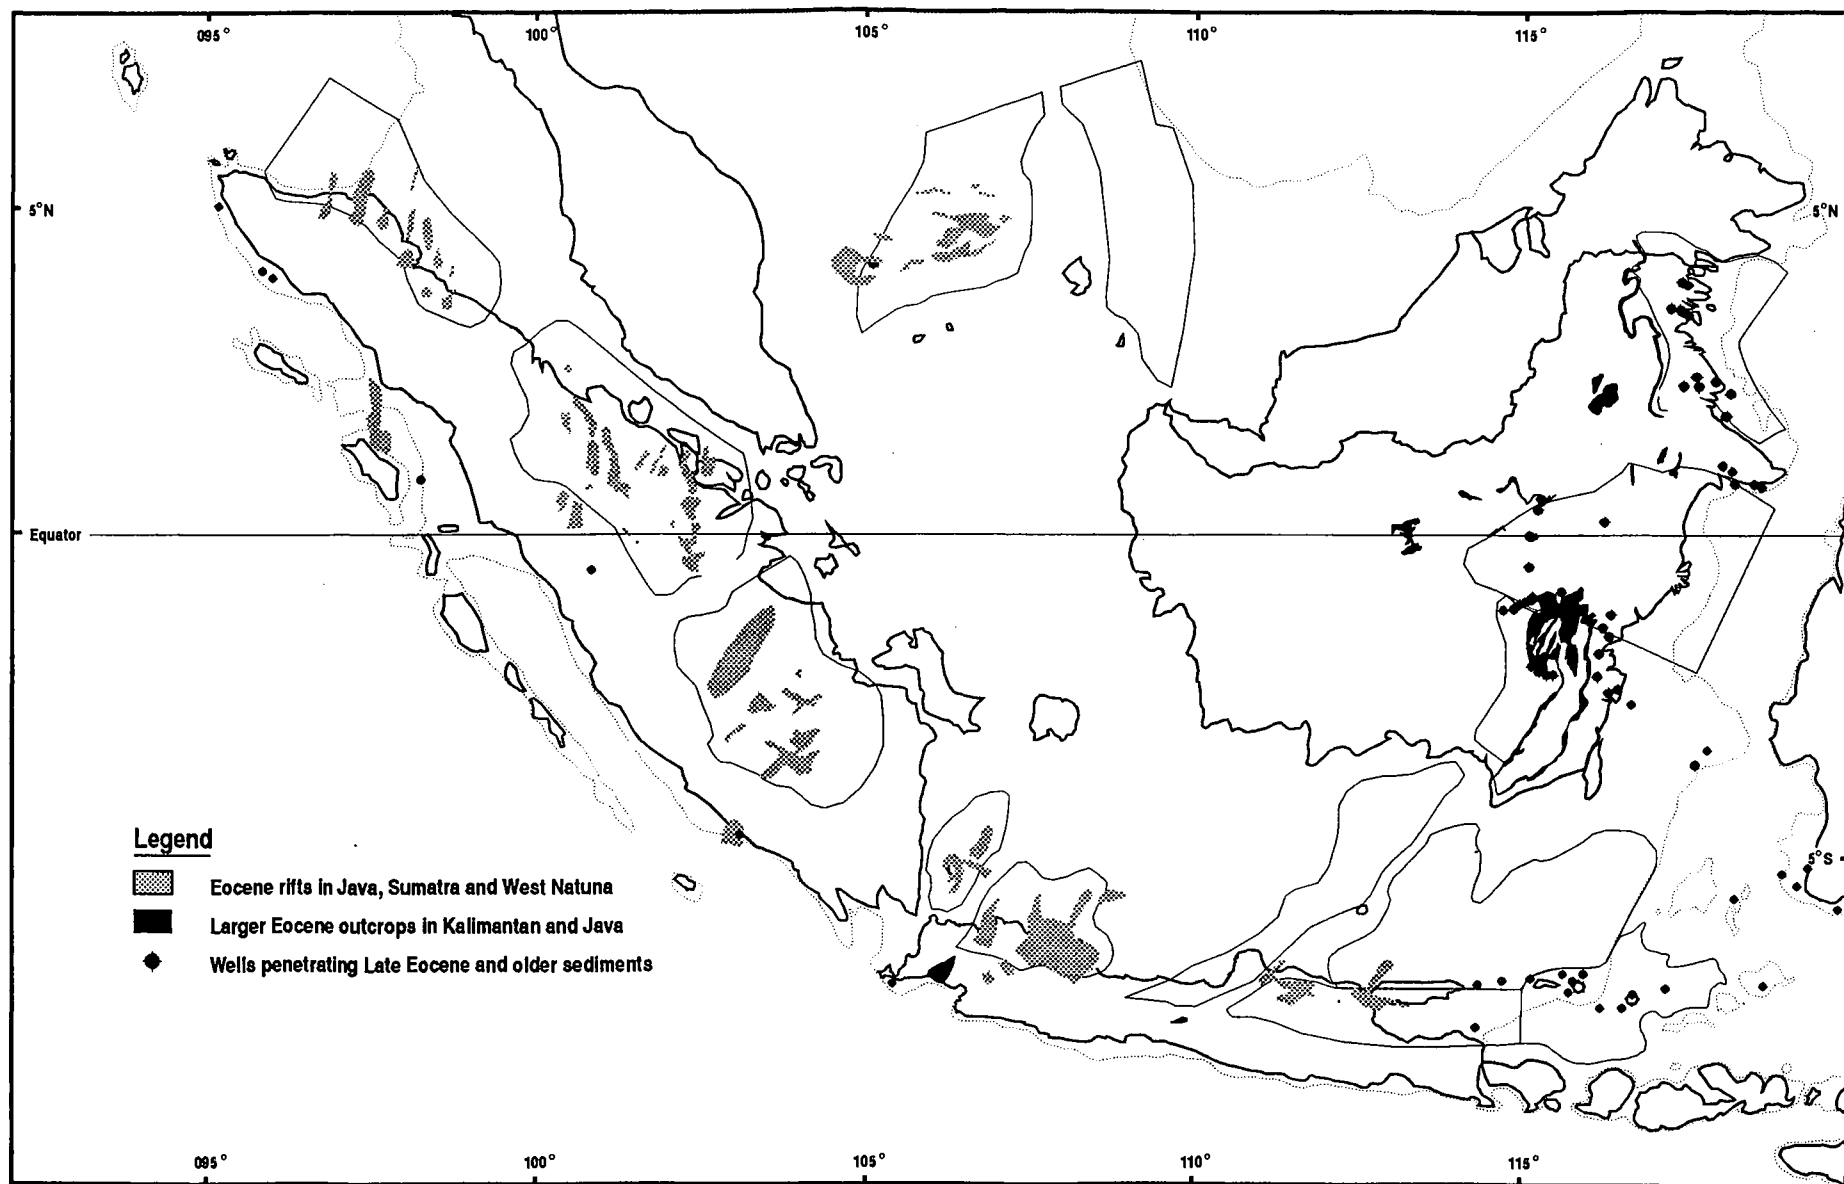 095°
100°
105°
110°
115°
5°N
5°N
Equator
5°S
Legend
Eocene rifts in Java, Sumatra and West Natuna
Larger Eocene outcrops in Kalimantan and Java
Wells penetrating Late Eocene and older sediments
095°
100°
105°
110°
115°